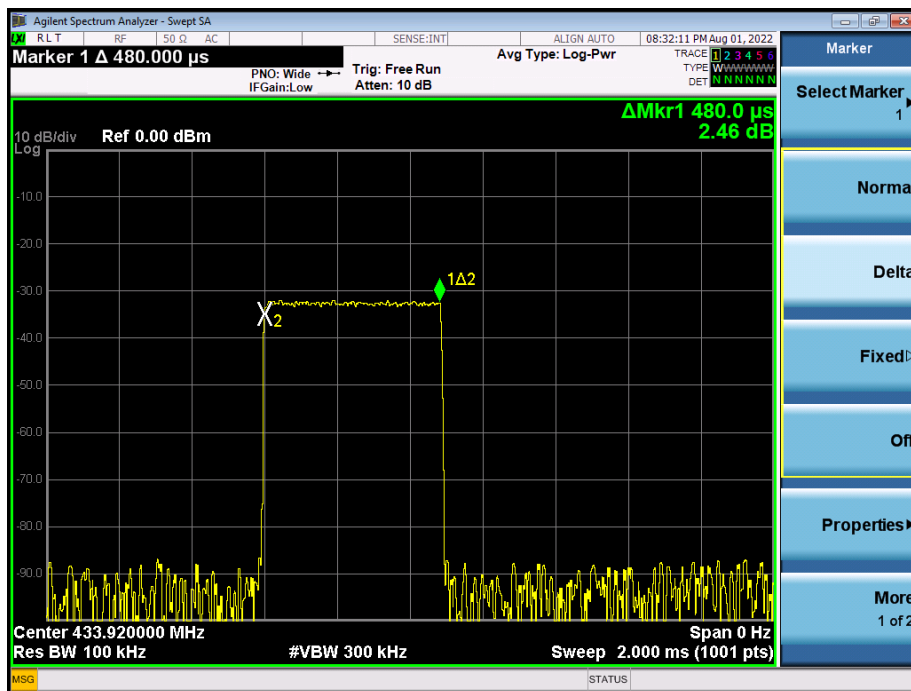 Agilent Spectrum Analyzer - Swept SA
LXI RLT RF 50 Ω AC SENSE:INT ALIGN AUTO 08:32:11 PM Aug 01, 2022
Marker 1 Δ 480.000 µs
PNO: Wide
IFGain:Low
Trig: Free Run
Atten: 10 dB
Avg Type: Log-Pwr
TRACE 1 2 3 4 5 6
TYPE WWWWWW
DET N N N N N N
ΔMkr1 480.0 µs
2.46 dB
10 dB/div Ref 0.00 dBm
Log
-10.0
-20.0
-30.0
-40.0
-50.0
-60.0
-70.0
-80.0
-90.0
1Δ2
2
Center 433.920000 MHz Span 0 Hz
Res BW 100 kHz #VBW 300 kHz Sweep 2.000 ms (1001 pts)
MSG STATUS
Marker
Select Marker
1
Norma
Delta
Fixed
Off
Properties
More
1 of 2